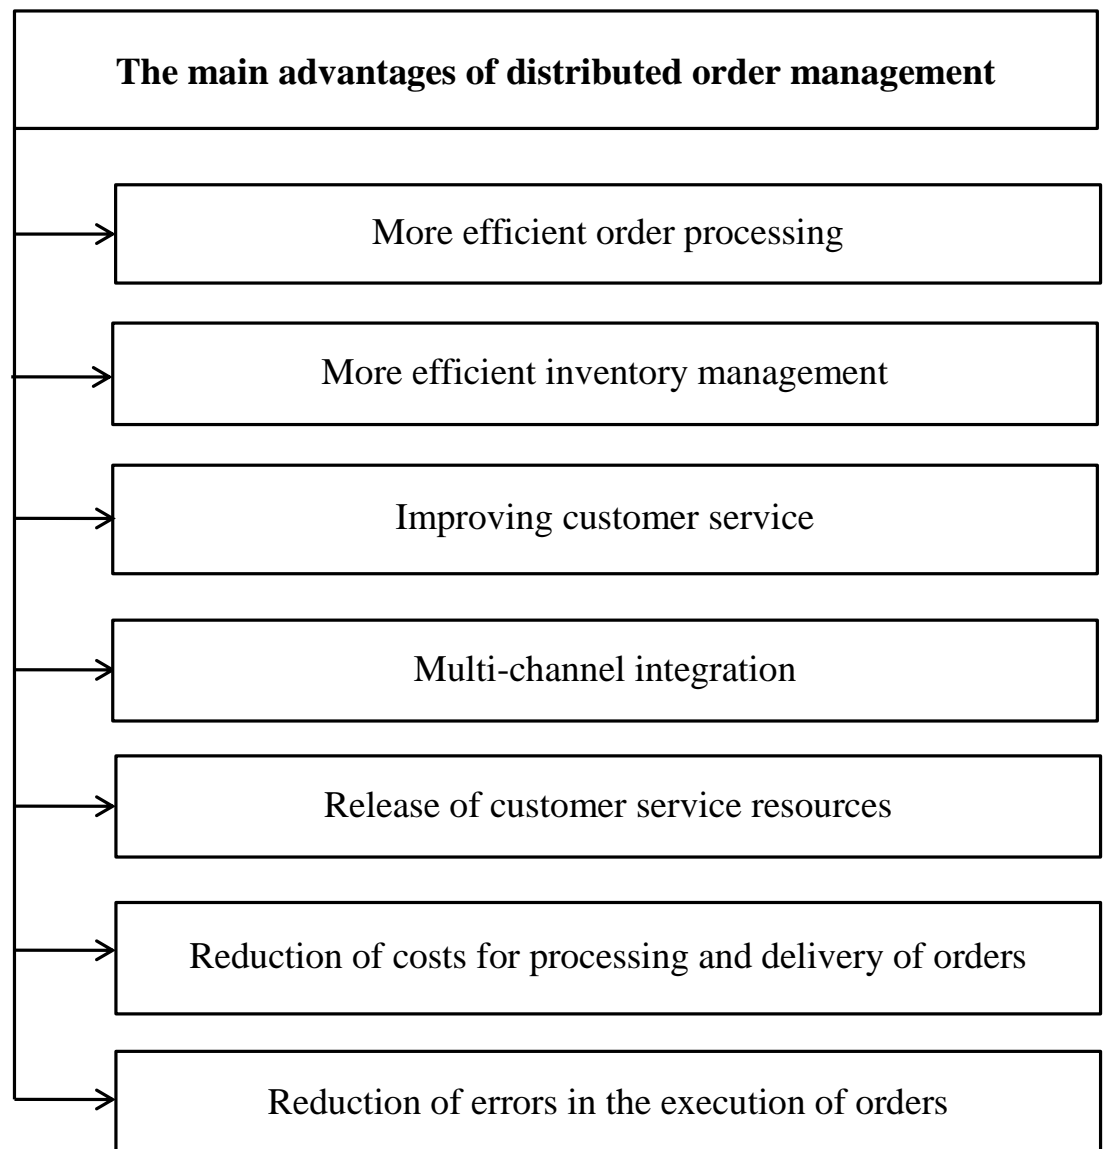 The main advantages of distributed order management
More efficient order processing
More efficient inventory management
Improving customer service
Multi-channel integration
Release of customer service resources
Reduction of costs for processing and delivery of orders
Reduction of errors in the execution of orders